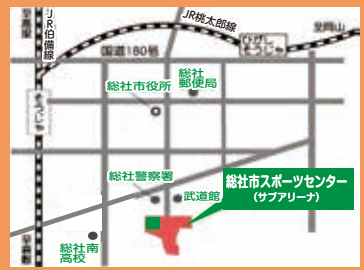 至高梁
JR伯備線
JR桃太郎線
至岡山
国道180号
ひがし
そうじゃ
そうじゃ
総社市役所
総社
郵便局
総社警察署
武道館
総社市スポーツセンター
(サブアリーナ)
総社南
高校
至倉敷